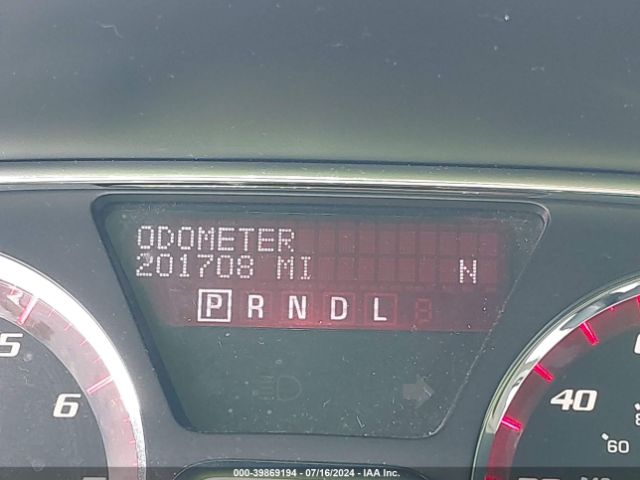 ODOMETER
201708 MI N
P R N D L
5
6
40
60
000-39869194 - 07/16/2024 - IAA Inc.